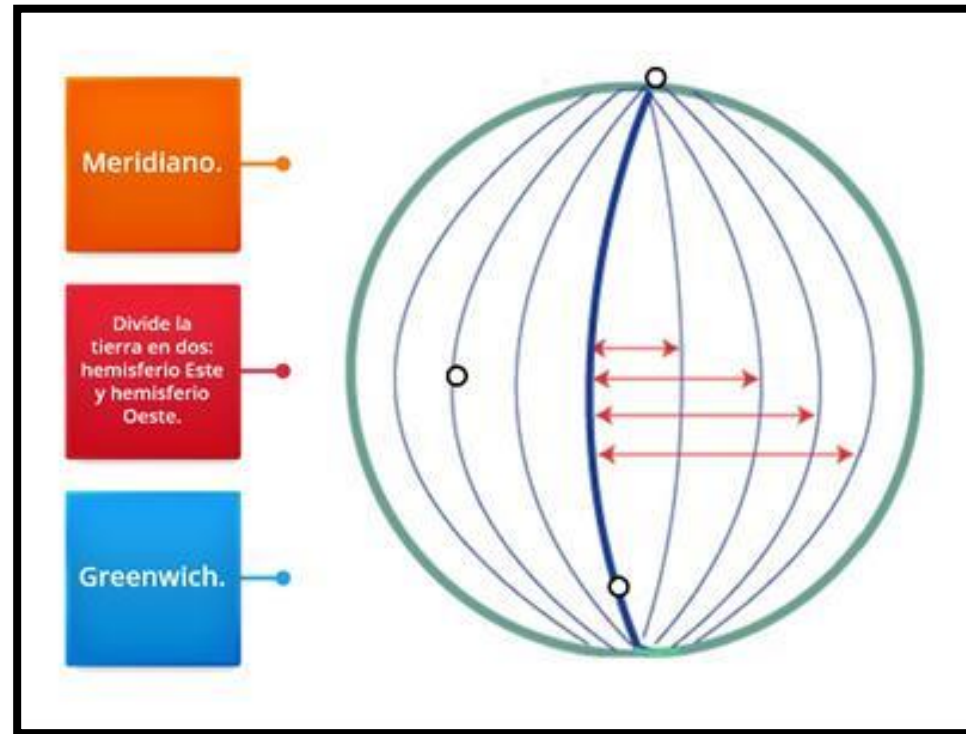 Meridiano.
Divide la
tierra en dos:
hemisferio Este
y hemisferio
Oeste.
Greenwich.